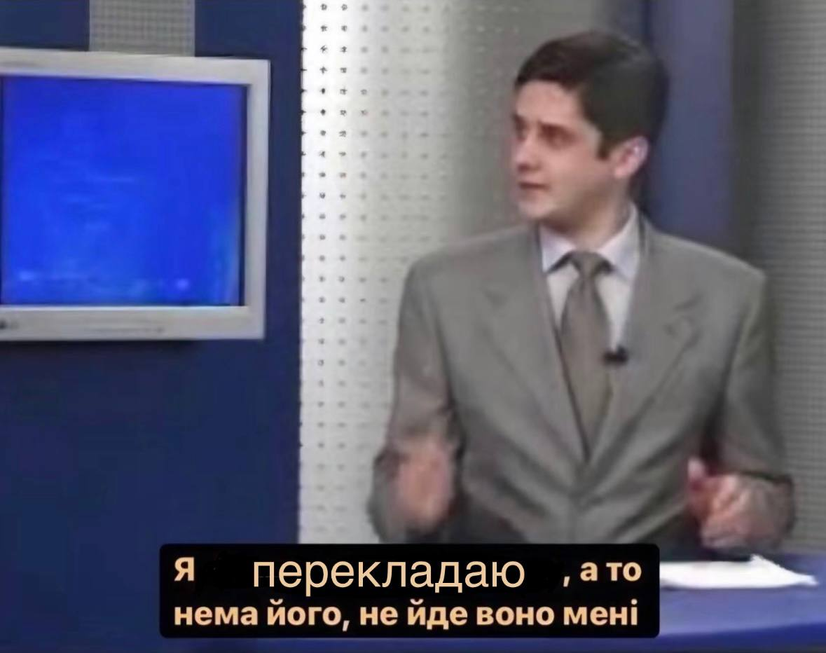 Я перекладаю, а то
нема його, не йде воно мені